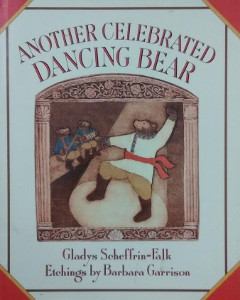 ANOTHER CELEBRATED
DANCING BEAR
Gladys Scheffrin-Falk
Etchings by Barbara Garrison